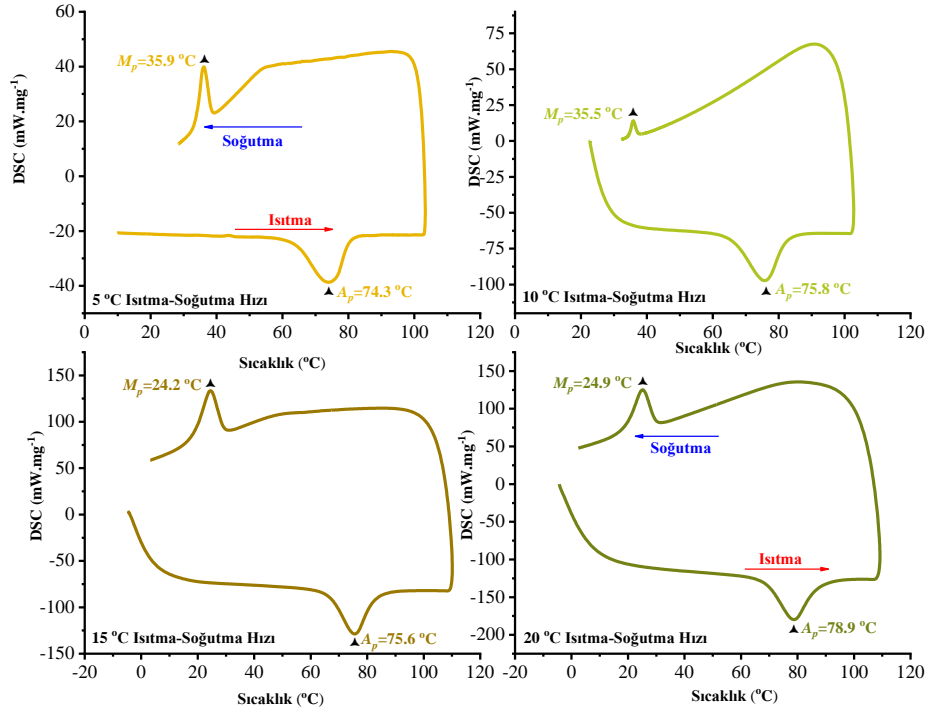 60
40
20
0
-20
-40
DSC (mW.mg⁻¹)
Mₚ=35.9 °C
Soğutma
Isıtma
Aₚ=74.3 °C
5 °C Isıtma-Soğutma Hızı
0 20 40 60 80 100 120
Sıcaklık (°C)
100
75
50
25
0
-25
-50
-75
-100
DSC (mW.mg⁻¹)
Mₚ=35.5 °C
Aₚ=75.8 °C
10 °C Isıtma-Soğutma Hızı
0 20 40 60 80 100 120
Sıcaklık (°C)
150
100
50
0
-50
-100
-150
DSC (mW.mg⁻¹)
Mₚ=24.2 °C
Aₚ=75.6 °C
15 °C Isıtma-Soğutma Hızı
0 20 40 60 80 100 120
Sıcaklık (°C)
150
100
50
0
-50
-100
-150
-200
DSC (mW.mg⁻¹)
Mₚ=24.9 °C
Soğutma
Isıtma
Aₚ=78.9 °C
20 °C Isıtma-Soğutma Hızı
0 20 40 60 80 100 120
Sıcaklık (°C)